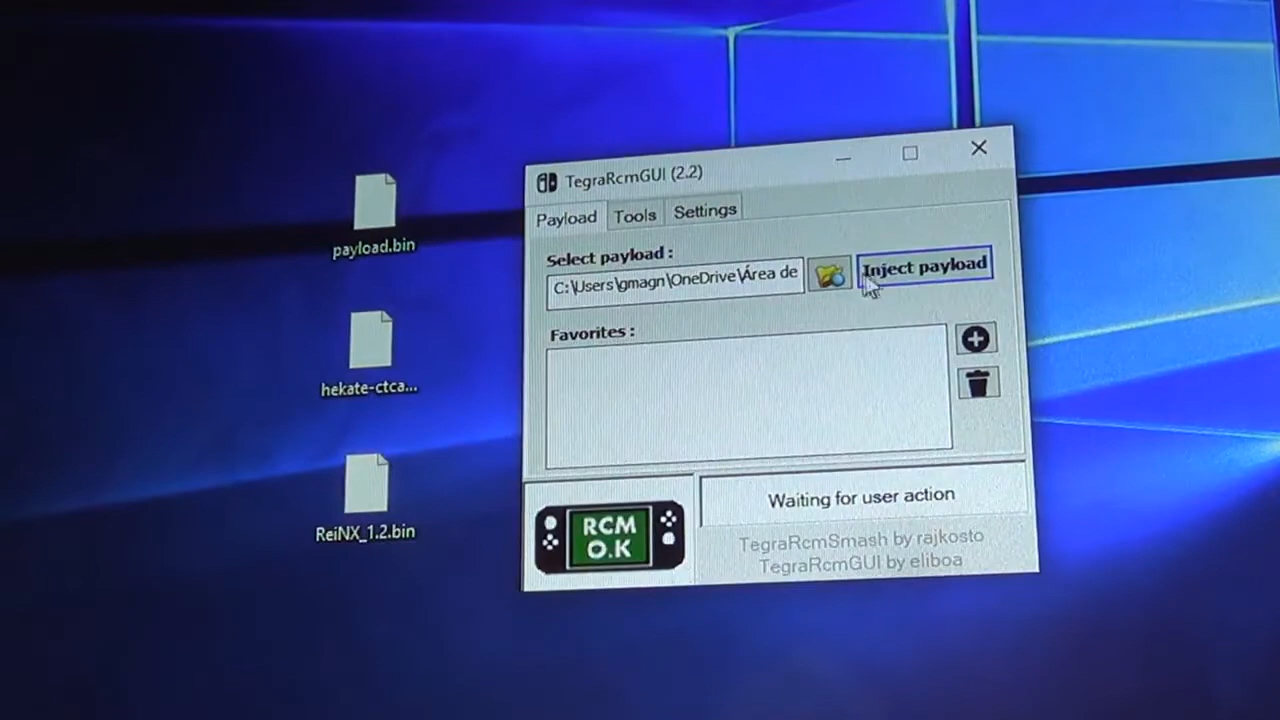 payload.bin
hekate-ctca...
ReiNX_1.2.bin
TegraRcmGUI (2.2)
Payload Tools Settings
Select payload :
C:\Users\gmagn\OneDrive\Área de
Inject payload
Favorites :
RCM
O.K
Waiting for user action
TegraRcmSmash by rajkosto
TegraRcmGUI by eliboa